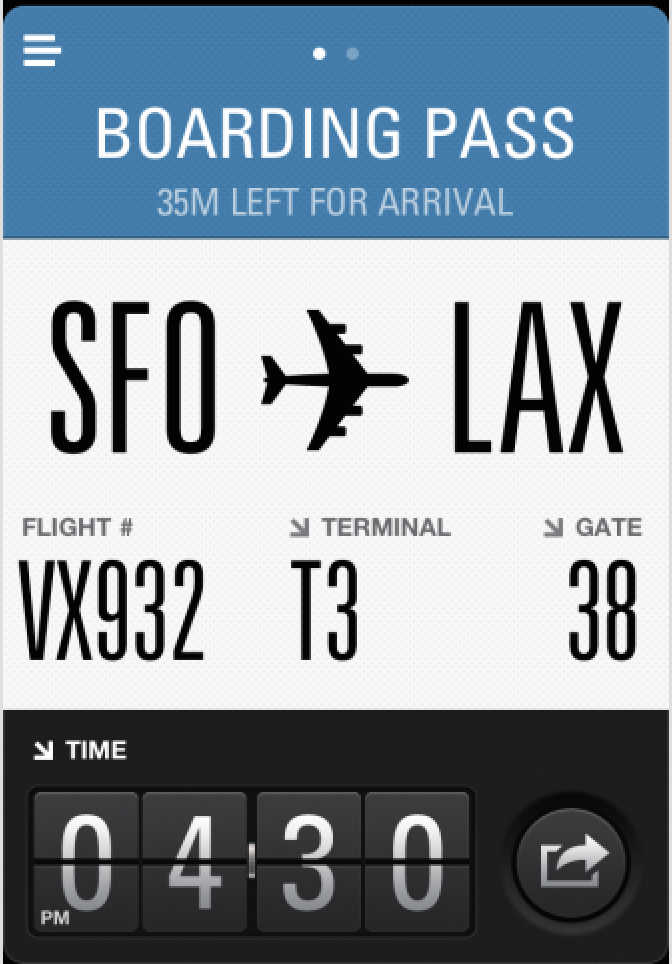 BOARDING PASS
35M LEFT FOR ARRIVAL
SFO LAX
FLIGHT # TERMINAL GATE
VX932 T3 38
TIME
04 30
PM